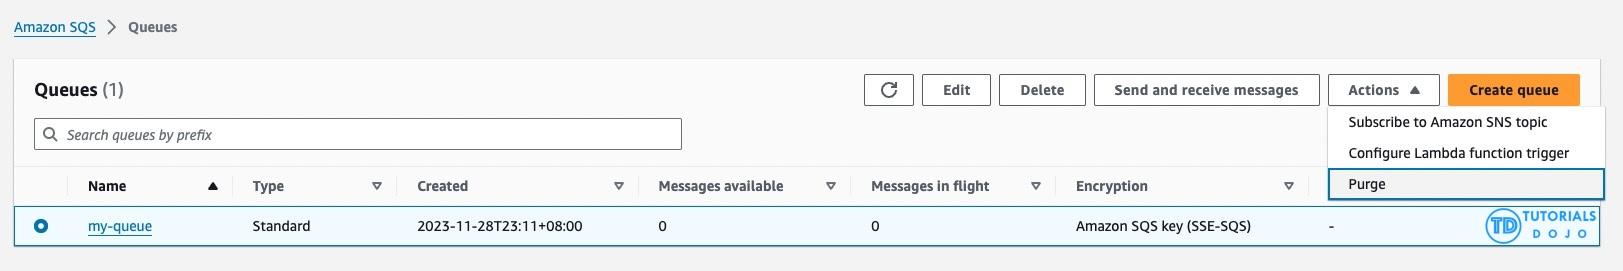 Amazon SQS > Queues
Queues (1)
Edit
Delete
Send and receive messages
Actions
Create queue
Search queues by prefix
Subscribe to Amazon SNS topic
Configure Lambda function trigger
Purge
Name Type Created Messages available Messages in flight Encryption
my-queue Standard 2023-11-28T23:11+08:00 0 0 Amazon SQS key (SSE-SQS) -
TD TUTORIALS
DOJO